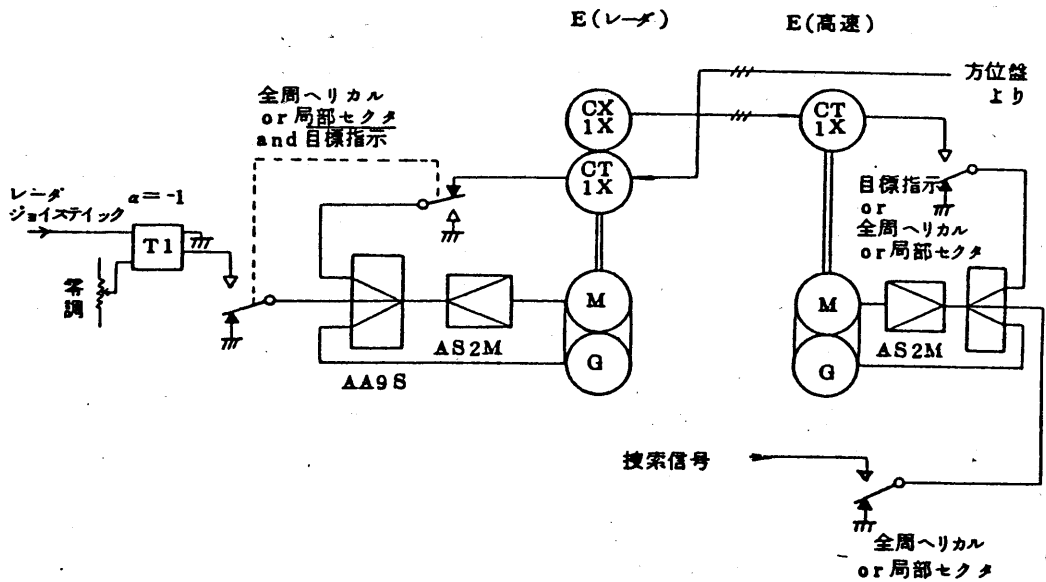 E(レーダ)
E(高速)
方位盤
より
全周ヘリカル
or 局部セクタ
and 目標指示
CX
1X
CT
1X
CT
1X
レーダ
ジョイステイック
α=-1
T1
零
調
目標指示
or
全周ヘリカル
or局部セクタ
M
G
AS2M
AA9S
M
G
AS2M
捜索信号
全周ヘリカル
or 局部セクタ